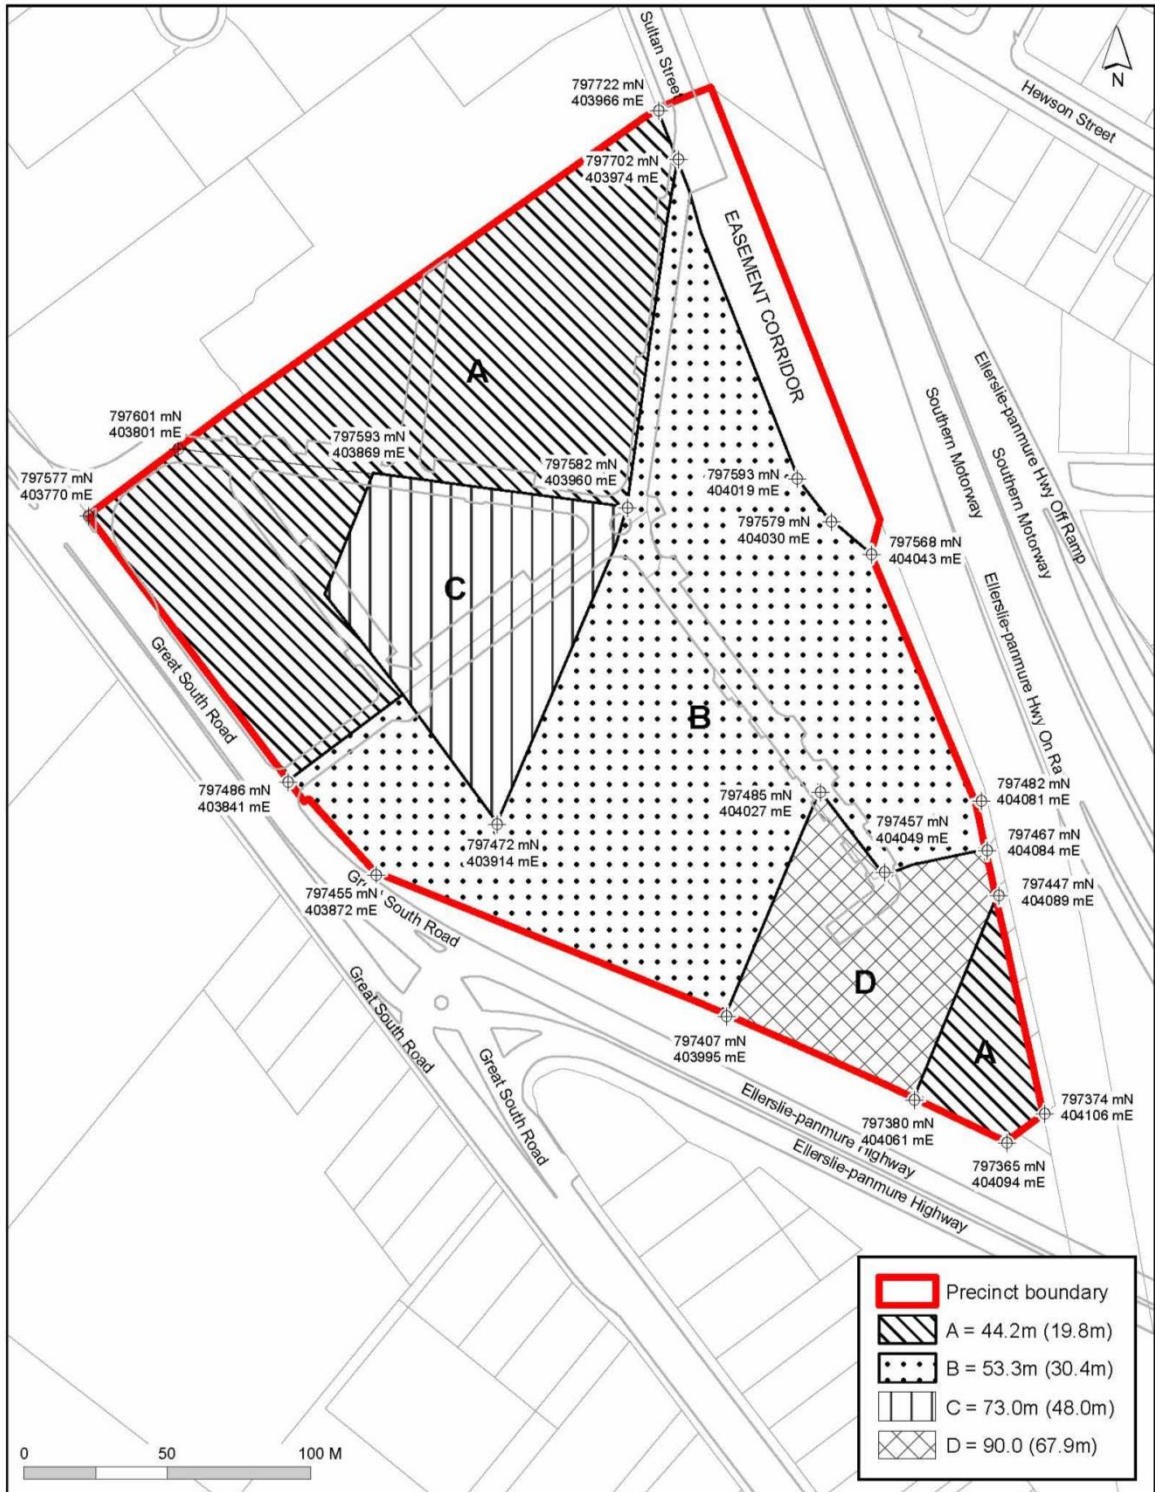 Sultan Street
N
Hewson Street
797722 mN
403966 mE
797702 mN
403974 mE
EASEMENT CORRIDOR
A
Ellerslie-panmure Hwy Off Ramp
Southern Motorway
Southern Motorway
797601 mN
403801 mE
797593 mN
403869 mE
797577 mN
403770 mE
797582 mN
403960 mE
797593 mN
404019 mE
797579 mN
404030 mE
797568 mN
404043 mE
C
Ellerslie-panmure Hwy On Ra
Great South Road
B
797486 mN
403841 mE
797485 mN
404027 mE
797482 mN
404081 mE
797457 mN
404049 mE
797467 mN
404084 mE
797472 mN
403914 mE
797455 mN
403872 mE
797447 mN
404089 mE
Great South Road
D
Great South Road
797407 mN
403995 mE
A
Great South Road
797380 mN
404061 mE
797374 mN
404106 mE
797365 mN
404094 mE
Ellerslie-panmure Highway
Ellerslie-panmure Highway
Precinct boundary
A = 44.2m (19.8m)
B = 53.3m (30.4m)
C = 73.0m (48.0m)
D = 90.0 (67.9m)
0 50 100 M